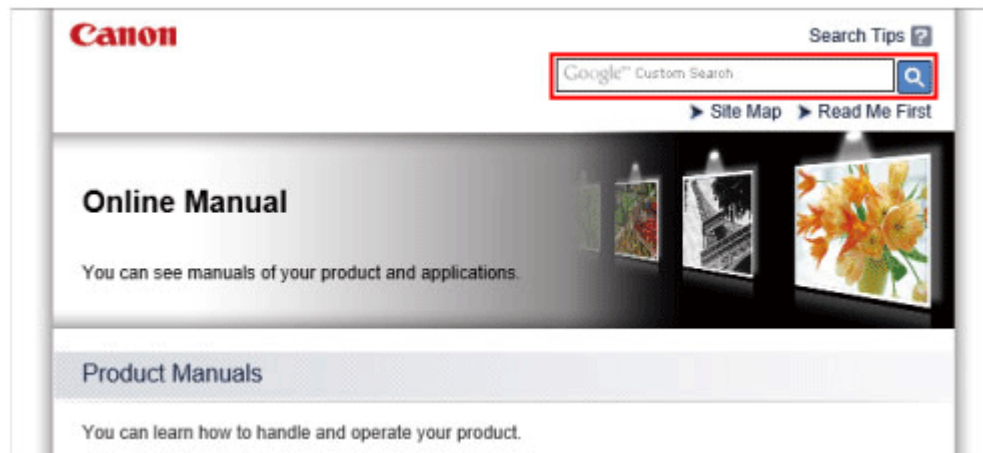 Canon
Search Tips ?
Google™ Custom Search
Site Map Read Me First
Online Manual
You can see manuals of your product and applications.
Product Manuals
You can learn how to handle and operate your product.